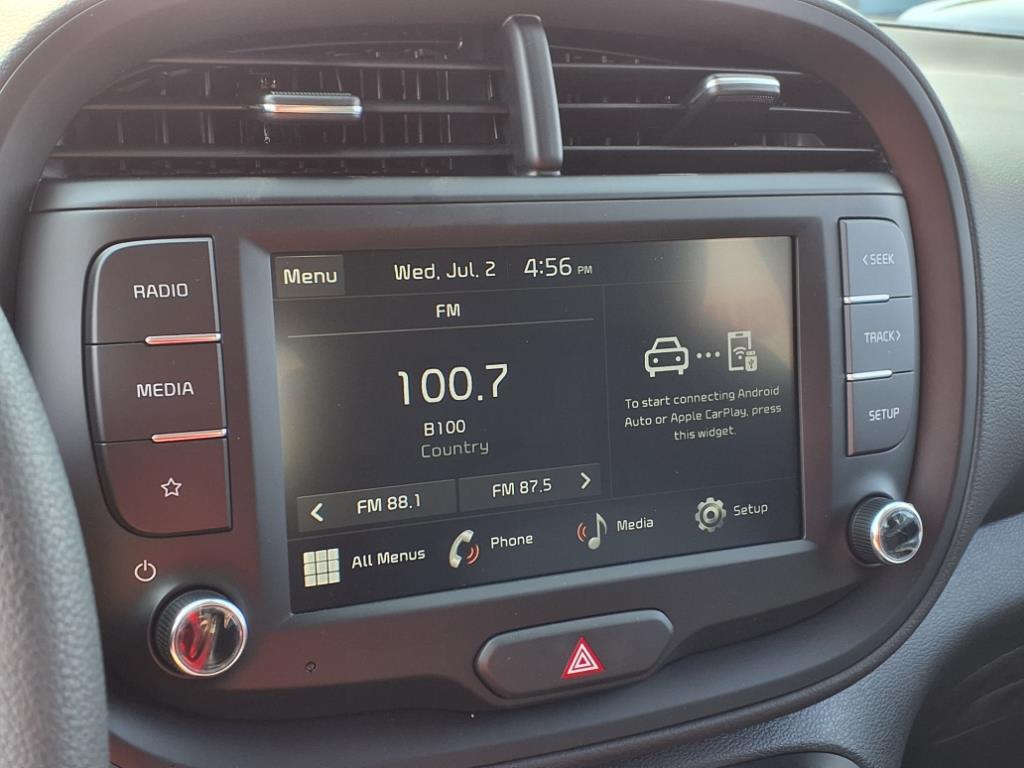 RADIO
MEDIA
Menu
Wed, Jul. 2 4:56 PM
FM
100.7
B100
Country
FM 88.1
FM 87.5
To start connecting Android
Auto or Apple CarPlay, press
this widget.
All Menus
Phone
Media
Setup
SEEK
TRACK
SETUP